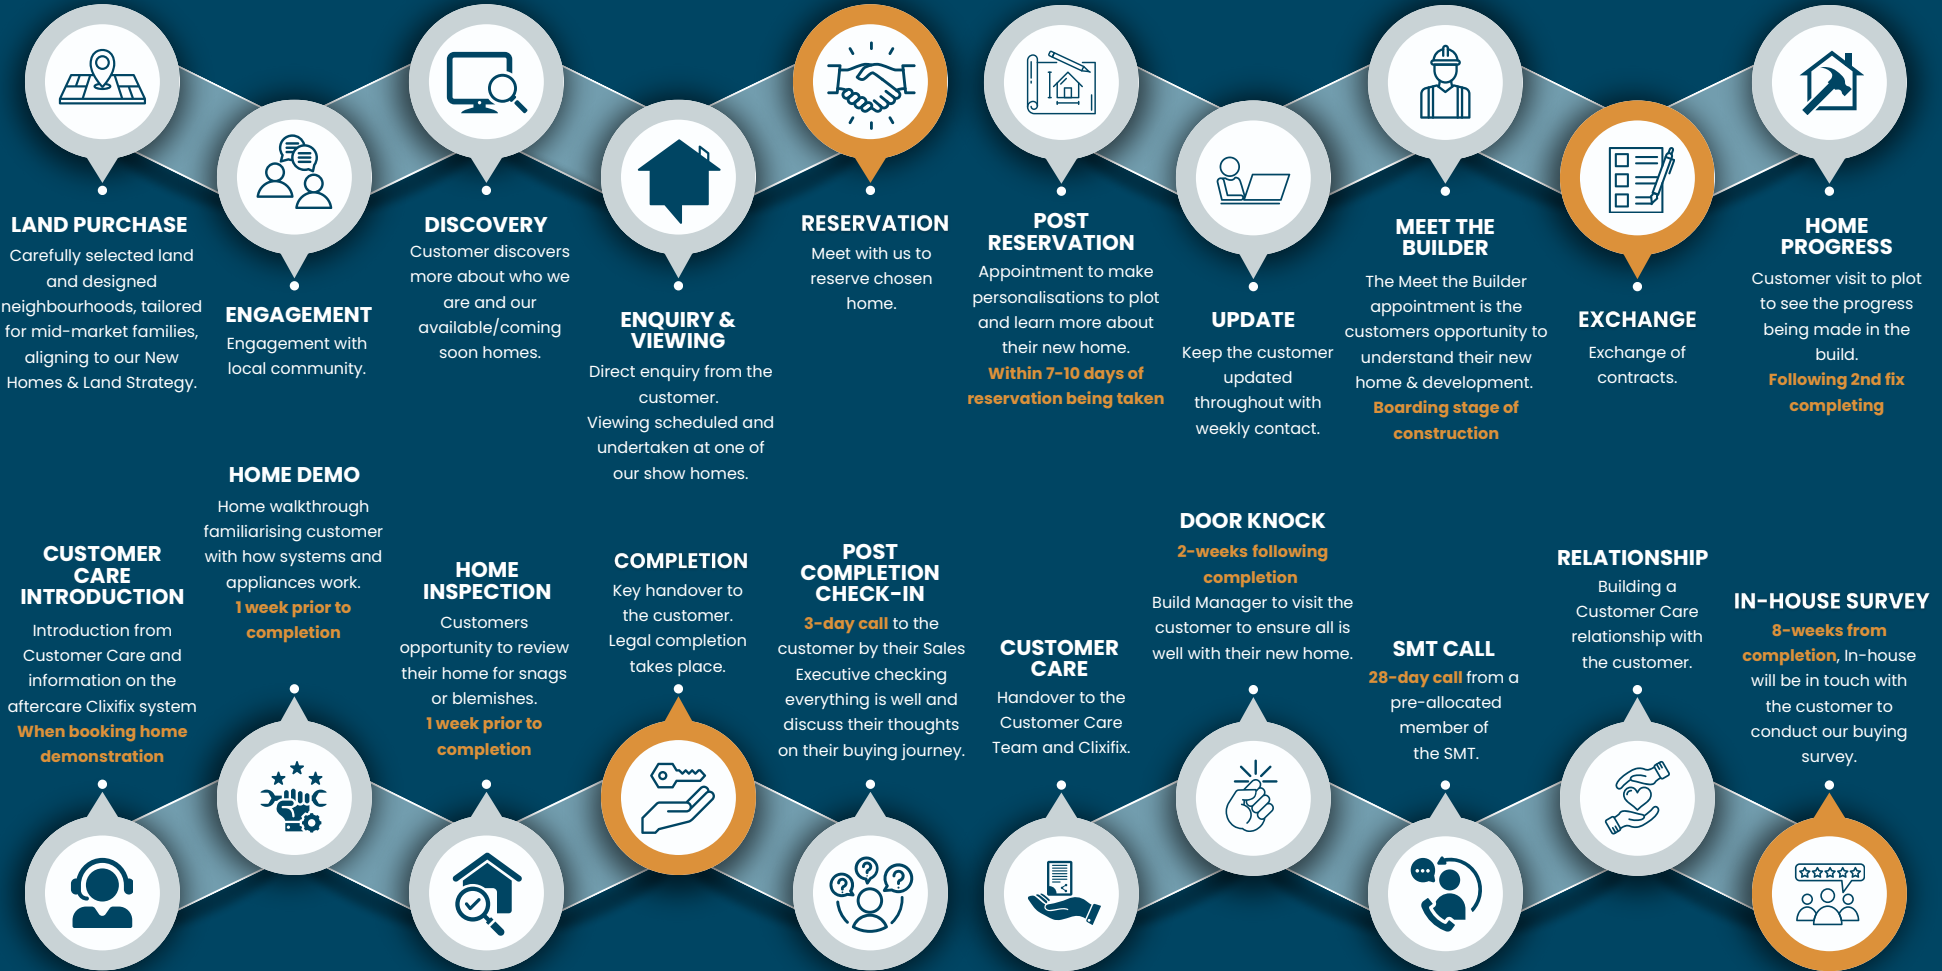 LAND PURCHASE
Carefully selected land
and designed
neighbourhoods, tailored
for mid-market families,
aligning to our New
Homes & Land Strategy.
ENGAGEMENT
Engagement with
local community.
DISCOVERY
Customer discovers
more about who we
are and our
available/coming
soon homes.
ENQUIRY &
VIEWING
Direct enquiry from the
customer.
Viewing scheduled and
undertaken at one of
our show homes.
RESERVATION
Meet with us to
reserve chosen
home.
POST
RESERVATION
Appointment to make
personalisations to plot
and learn more about
their new home.
Within 7-10 days of
reservation being taken
UPDATE
Keep the customer
updated
throughout with
weekly contact.
MEET THE
BUILDER
The Meet the Builder
appointment is the
customers opportunity to
understand their new
home & development.
Boarding stage of
construction
EXCHANGE
Exchange of
contracts.
HOME
PROGRESS
Customer visit to plot
to see the progress
being made in the
build.
Following 2nd fix
completing
CUSTOMER
CARE
INTRODUCTION
Introduction from
Customer Care and
information on the
aftercare Clixifix system
When booking home
demonstration
HOME DEMO
Home walkthrough
familiarising customer
with how systems and
appliances work.
1 week prior to
completion
HOME
INSPECTION
Customers
opportunity to review
their home for snags
or blemishes.
1 week prior to
completion
COMPLETION
Key handover to
the customer.
Legal completion
takes place.
POST
COMPLETION
CHECK-IN
3-day call to the
customer by their Sales
Executive checking
everything is well and
discuss their thoughts
on their buying journey.
CUSTOMER
CARE
Handover to the
Customer Care
Team and Clixifix.
DOOR KNOCK
2-weeks following
completion
Build Manager to visit the
customer to ensure all is
well with their new home.
SMT CALL
28-day call from a
pre-allocated
member of
the SMT.
RELATIONSHIP
Building a
Customer Care
relationship with
the customer.
IN-HOUSE SURVEY
8-weeks from
completion, In-house
will be in touch with
the customer to
conduct our buying
survey.